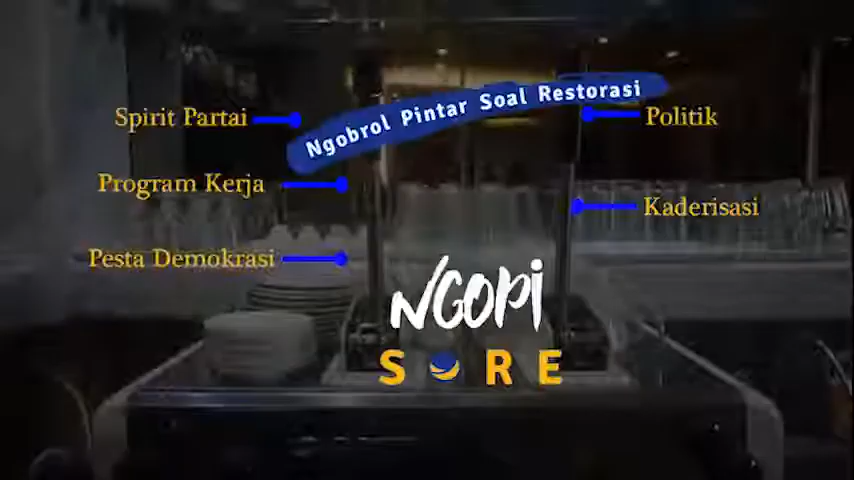 Ngobrol Pintar Soal Restorasi
Spirit Partai
Politik
Program Kerja
Kaderisasi
Pesta Demokrasi
NGOPi
SORE